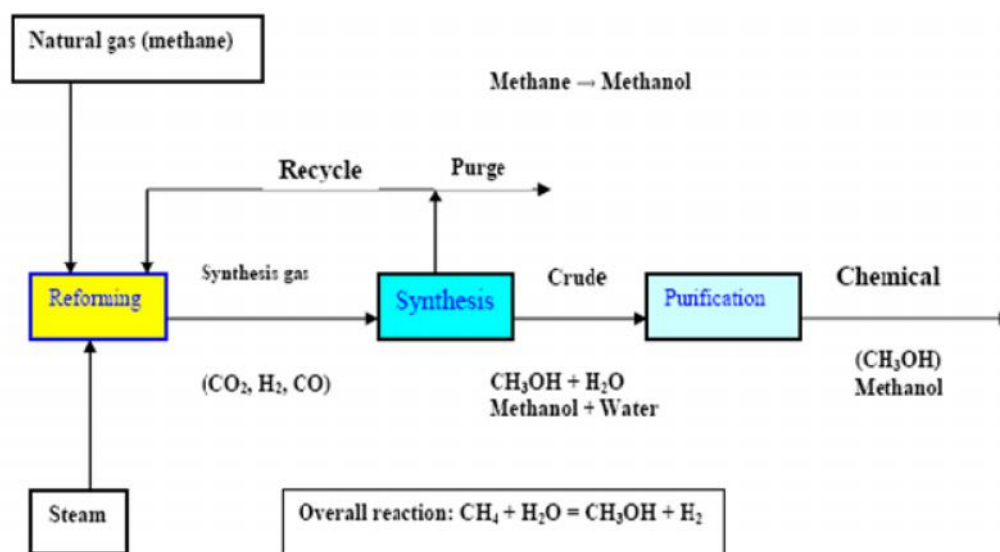 Natural gas (methane)
Methane → Methanol
Recycle
Purge
Reforming
Synthesis gas
(CO₂, H₂, CO)
Synthesis
Crude
CH₃OH + H₂O
Methanol + Water
Purification
Chemical
(CH₃OH)
Methanol
Steam
Overall reaction: CH₄ + H₂O = CH₃OH + H₂